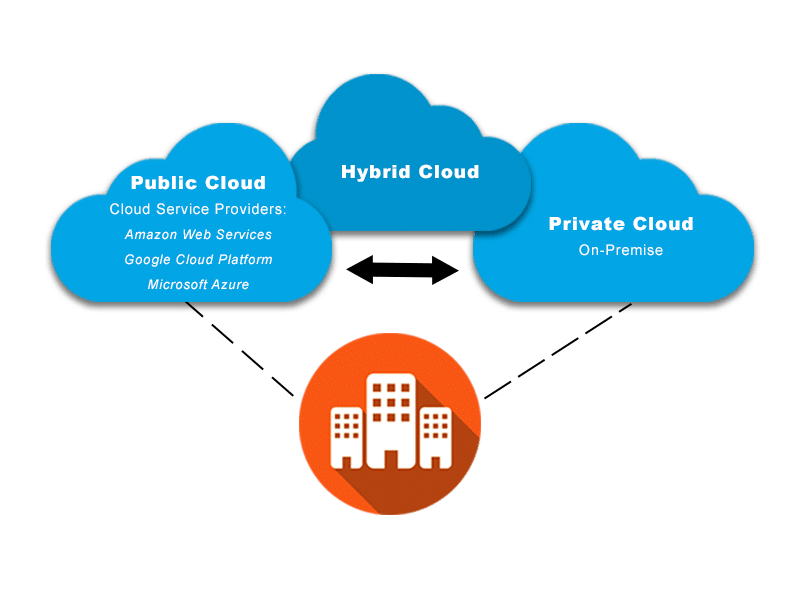 Hybrid Cloud
Public Cloud
Cloud Service Providers:
Amazon Web Services
Google Cloud Platform
Microsoft Azure
Private Cloud
On-Premise